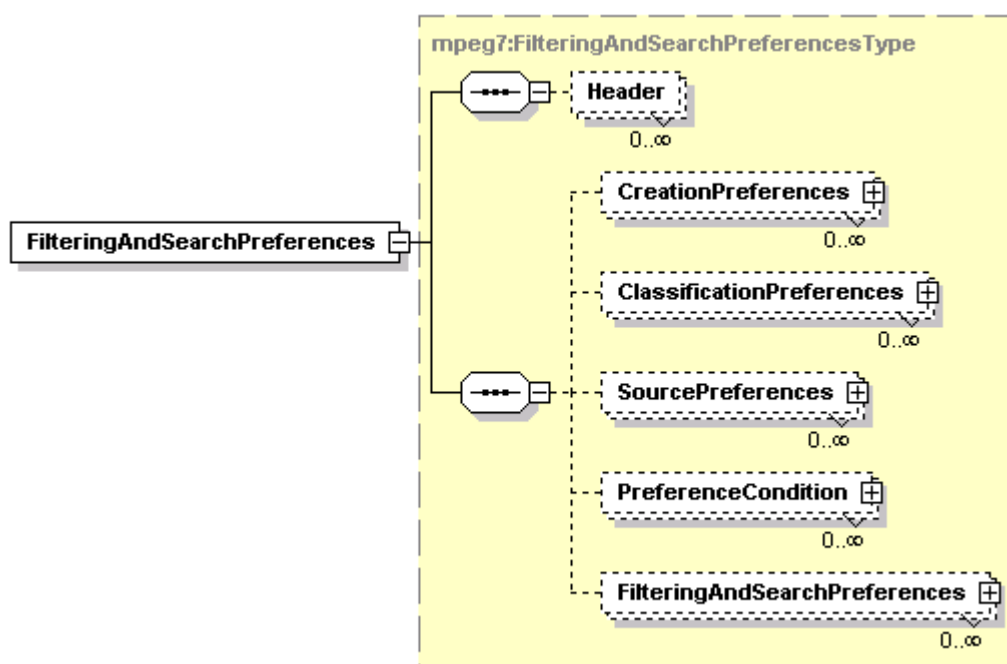 mpeg7:FilteringAndSearchPreferencesType
Header
0..∞
CreationPreferences
0..∞
FilteringAndSearchPreferences
ClassificationPreferences
0..∞
SourcePreferences
0..∞
PreferenceCondition
0..∞
FilteringAndSearchPreferences
0..∞